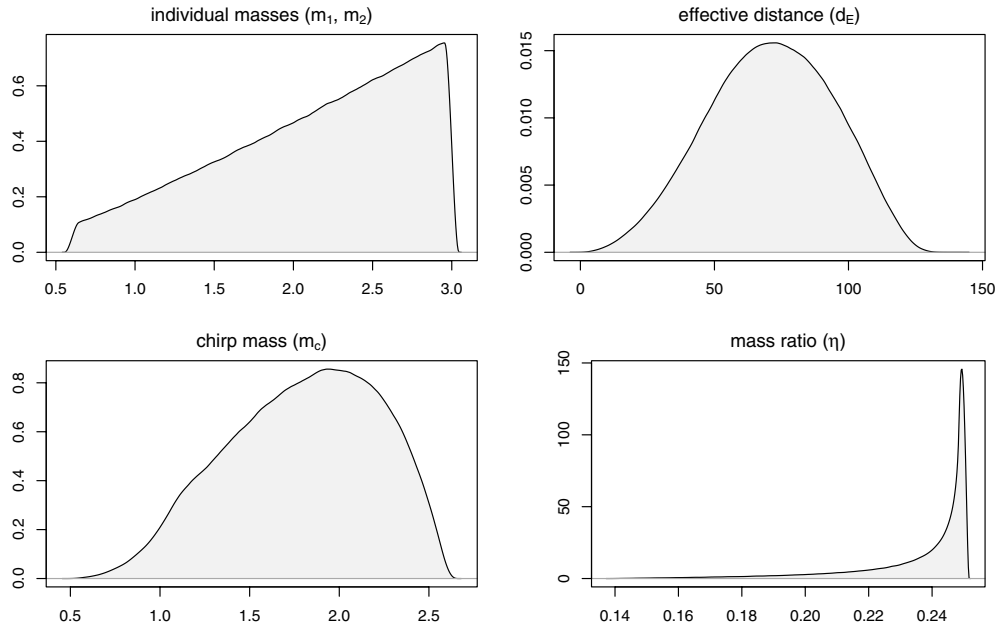 individual masses (m₁, m₂)
0.0 0.2 0.4 0.6
0.5 1.0 1.5 2.0 2.5 3.0
effective distance (dE)
0.000 0.005 0.010 0.015
0 50 100 150
chirp mass (mc)
0.0 0.2 0.4 0.6 0.8
0.5 1.0 1.5 2.0 2.5
mass ratio (η)
0 50 100 150
0.14 0.16 0.18 0.20 0.22 0.24